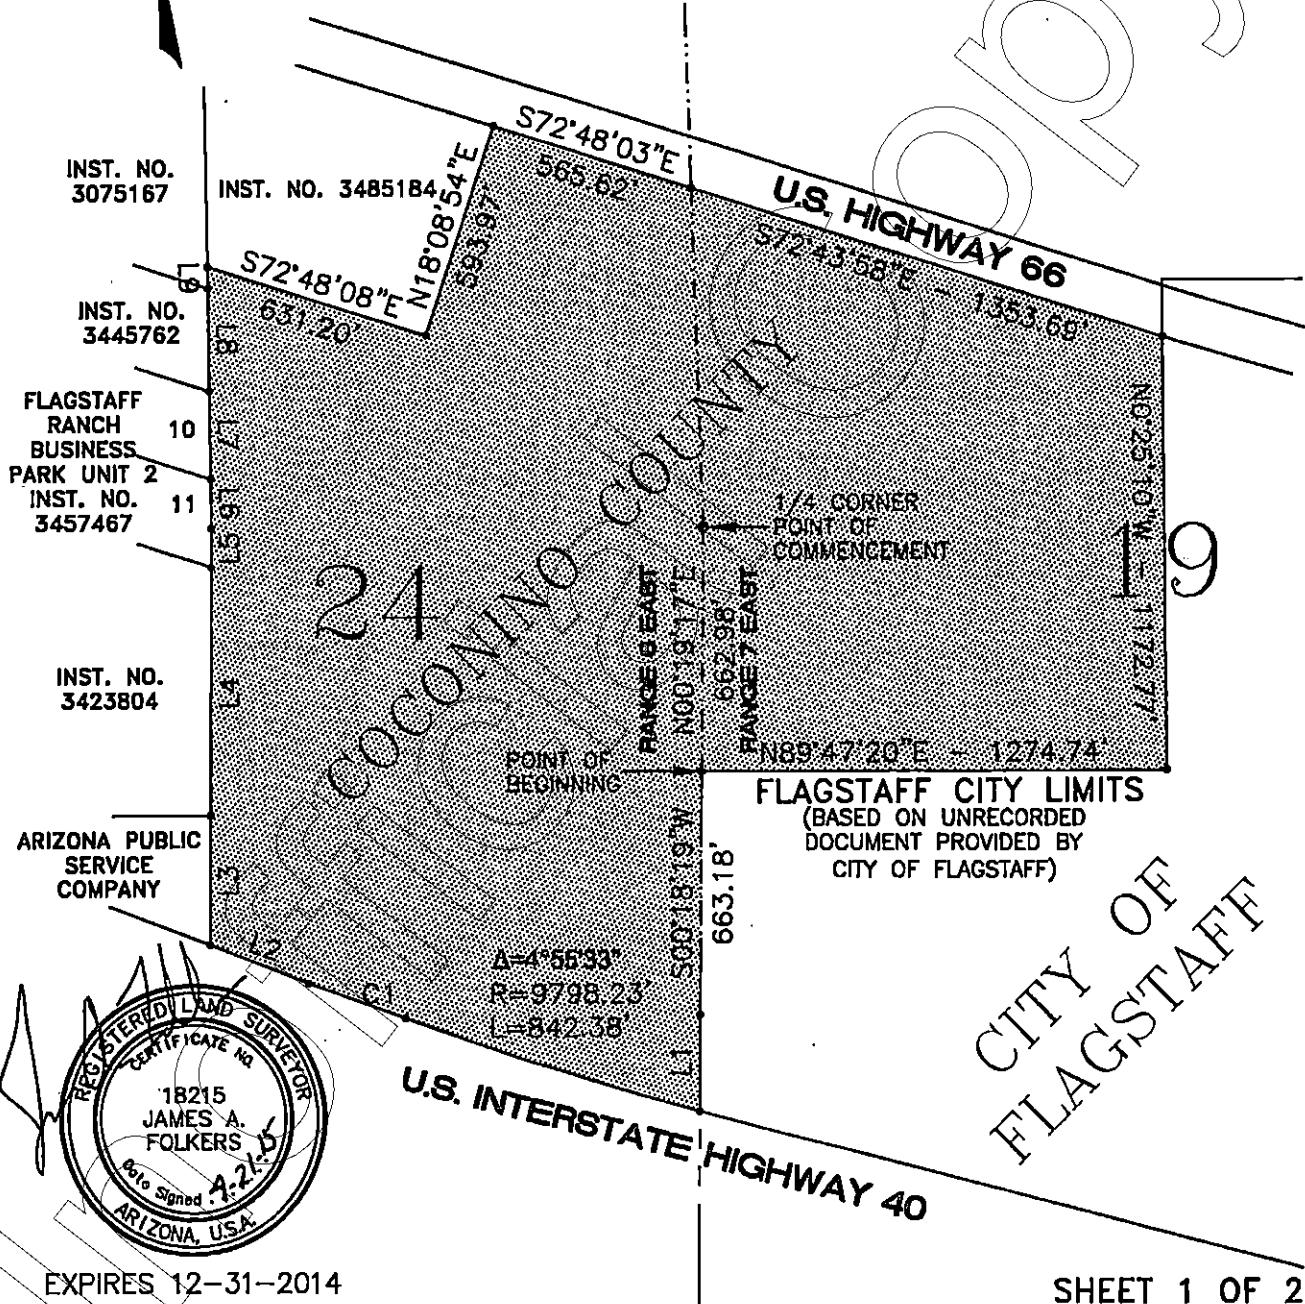 S72°48'03"E
565.62'
U.S. HIGHWAY 66
S72°43'58"E - 1353.69'
INST. NO.
3075167
INST. NO. 3485184
N18°08'54"E
593.97'
L9
S72°48'08"E
631.20'
INST. NO.
3445762
L8
FLAGSTAFF
RANCH
BUSINESS
PARK UNIT 2
INST. NO.
3457467
10
11
L7
L6
L5
N0°25'10"W - 1172.77'
1/4 CORNER
POINT OF
COMMENCEMENT
COCONINO COUNTY
24
19
RANGE 6 EAST
N00°19'17"E
662.98'
RANGE 7 EAST
INST. NO.
3423804
L4
POINT OF
BEGINNING
N89°47'20"E - 1274.74'
FLAGSTAFF CITY LIMITS
(BASED ON UNRECORDED
DOCUMENT PROVIDED BY
CITY OF FLAGSTAFF)
ARIZONA PUBLIC
SERVICE
COMPANY
L3
L2
C1
Δ=4°55'33"
R=9798.23'
L=842.38'
S00°18'19"W
663.18'
L1
CITY OF
FLAGSTAFF
U.S. INTERSTATE HIGHWAY 40
REGISTERED LAND SURVEYOR
CERTIFICATE NO.
18215
JAMES A.
FOLKERS
Date Signed
ARIZONA, U.S.A.
EXPIRES 12-31-2014
SHEET 1 OF 2